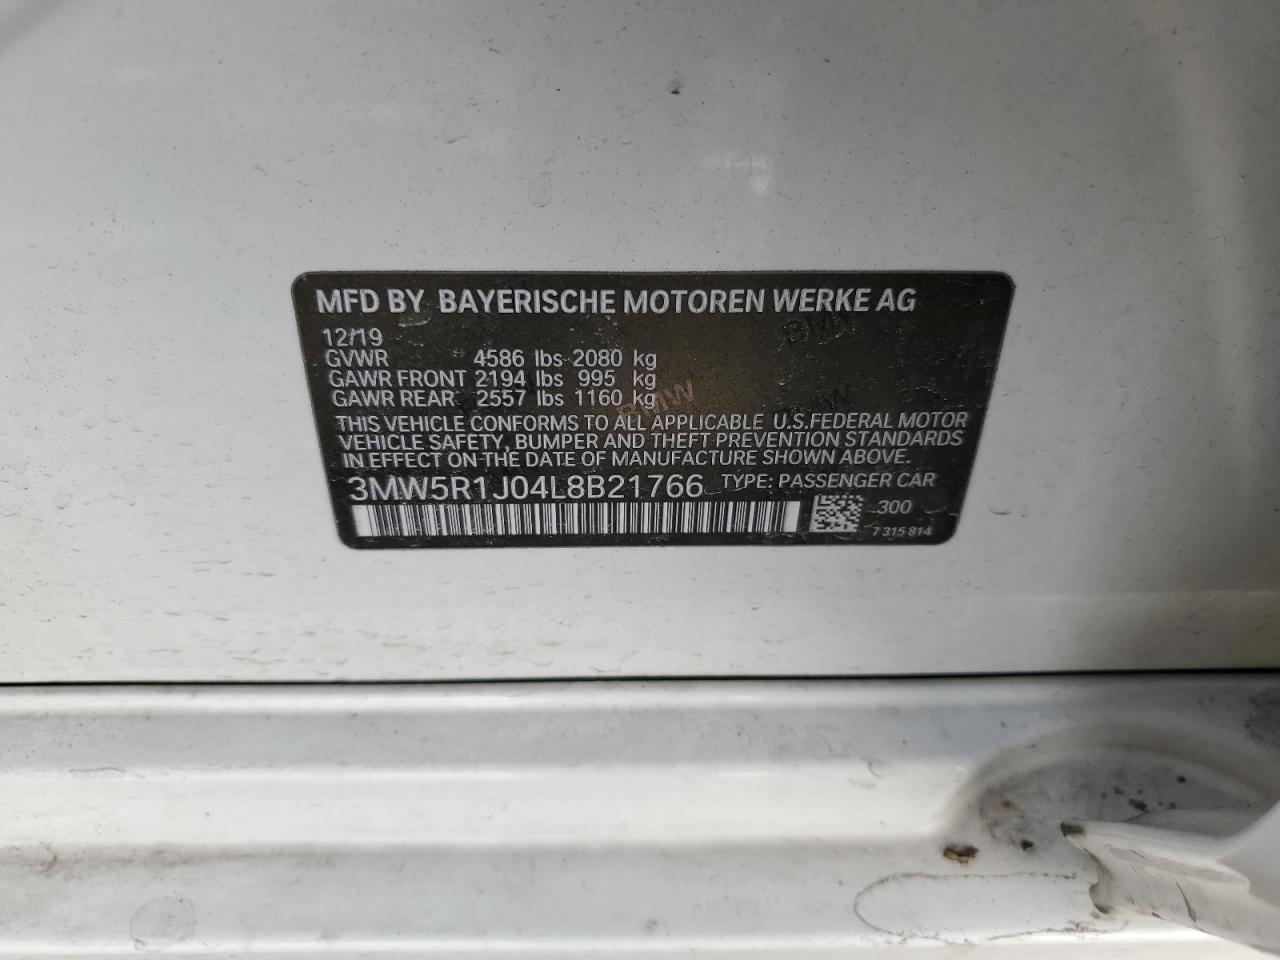 MFD BY BAYERISCHE MOTOREN WERKE AG
12/19
GVWR 4586 lbs 2080 kg
GAWR FRONT 2194 lbs 995 kg
GAWR REAR 2557 lbs 1160 kg
THIS VEHICLE CONFORMS TO ALL APPLICABLE U.S.FEDERAL MOTOR
VEHICLE SAFETY, BUMPER AND THEFT PREVENTION STANDARDS
IN EFFECT ON THE DATE OF MANUFACTURE SHOWN ABOVE.
3MW5R1J04L8B21766 TYPE: PASSENGER CAR
300
7 315 814
BMW
BMW